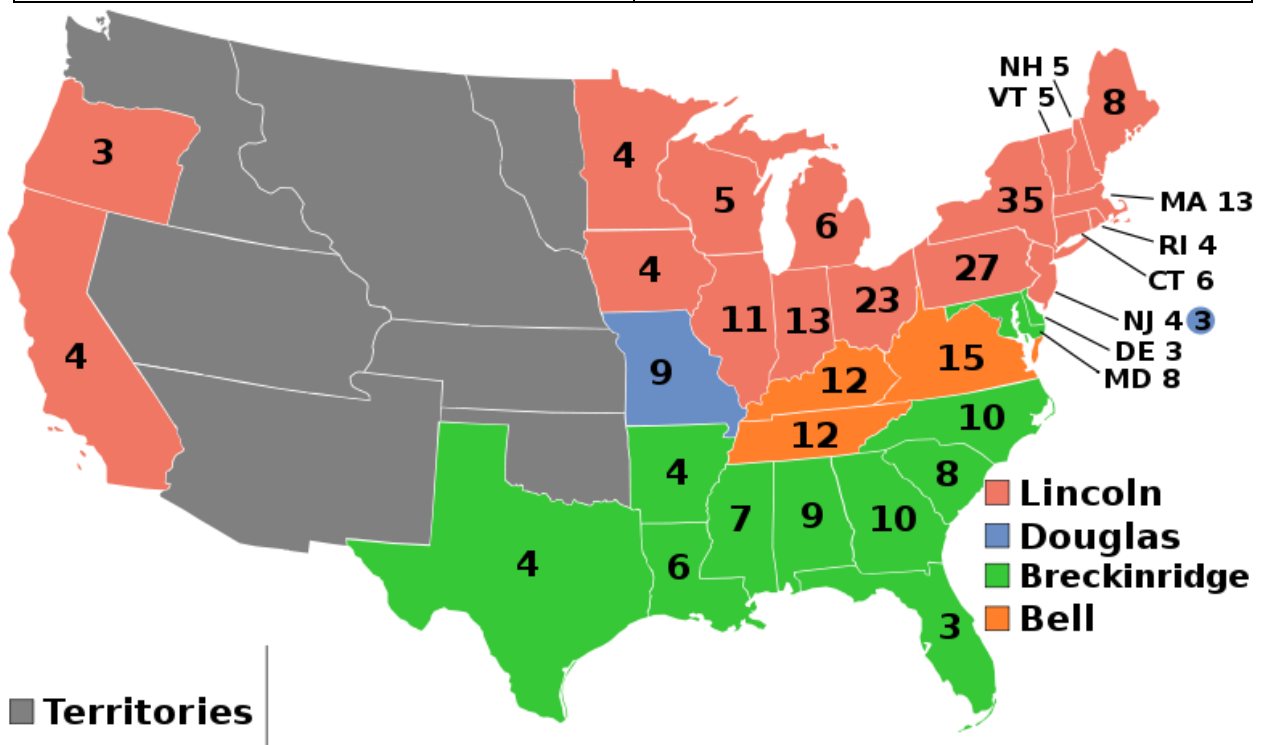 NH 5
VT 5
8
3
4
5
6
35
MA 13
RI 4
CT 6
4
27
23
11
13
NJ 4 3
DE 3
MD 8
4
9
12
15
12
10
4
8
7
9
10
6
4
3
Lincoln
Douglas
Breckinridge
Bell
Territories